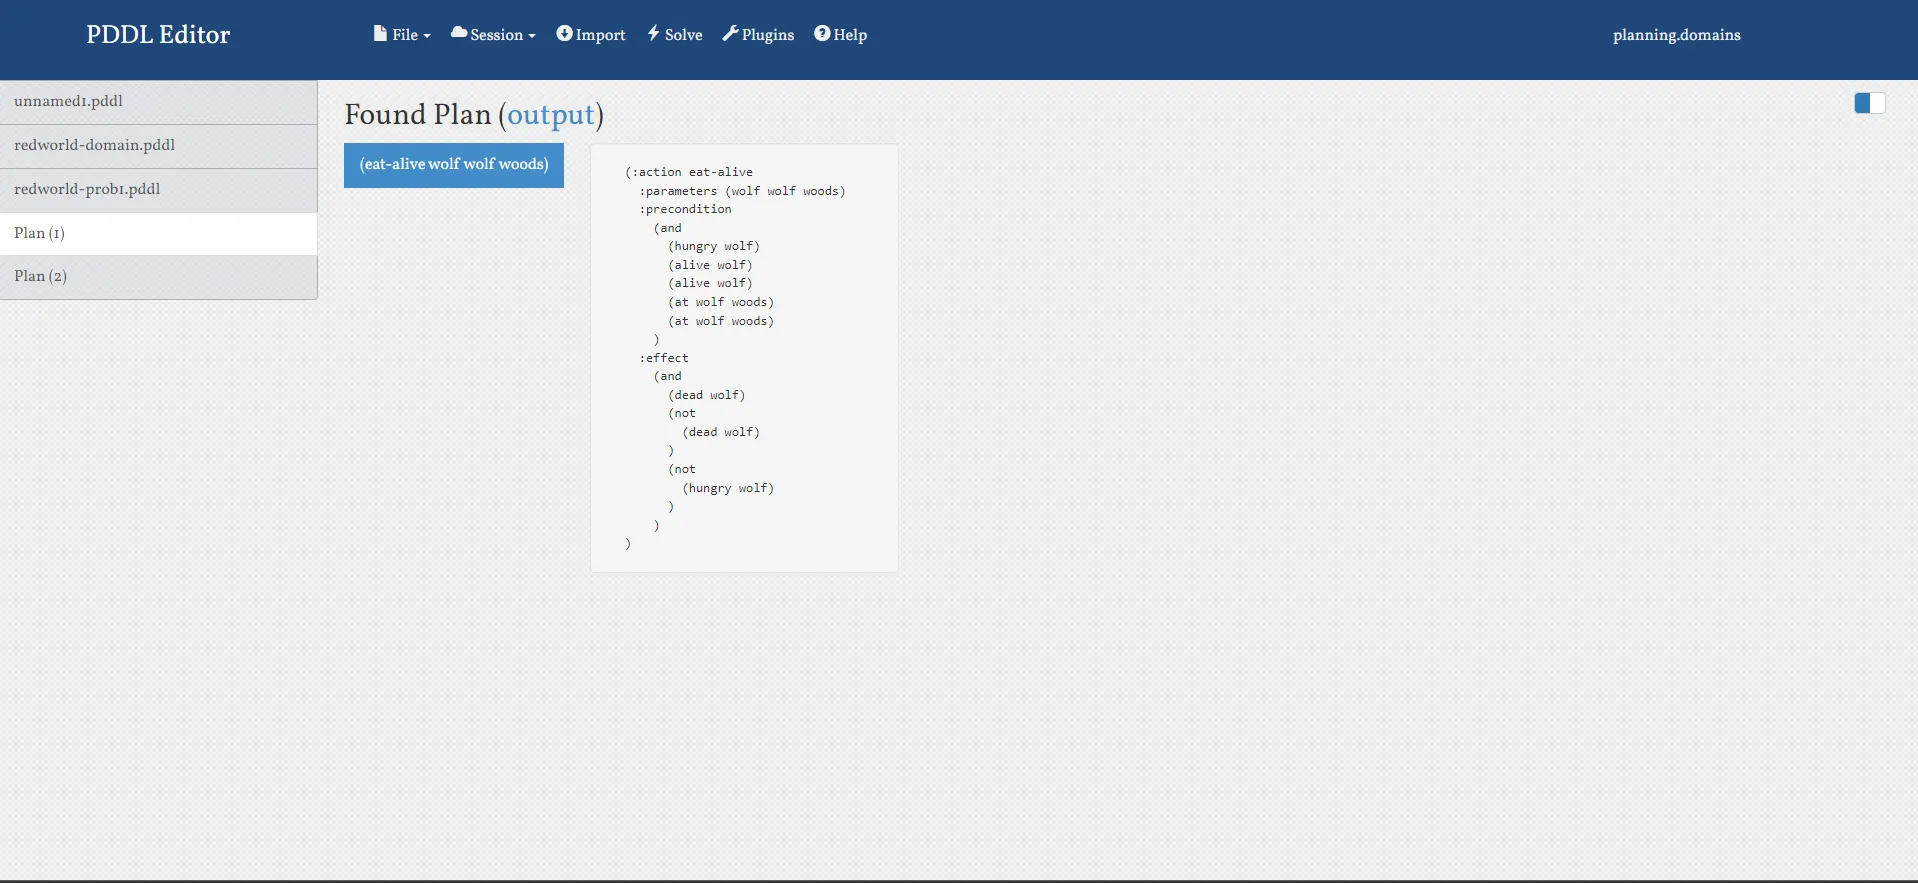 PDDL Editor
File
Session
Import
Solve
Plugins
Help
planning.domains
unnamed1.pddl
redworld-domain.pddl
redworld-prob1.pddl
Plan (1)
Plan (2)
Found Plan (output)
(eat-alive wolf wolf woods)
(:action eat-alive
:parameters (wolf wolf woods)
:precondition
(and
(hungry wolf)
(alive wolf)
(alive wolf)
(at wolf woods)
(at wolf woods)
)
:effect
(and
(dead wolf)
(not
(dead wolf)
)
(not
(hungry wolf)
)
)
)